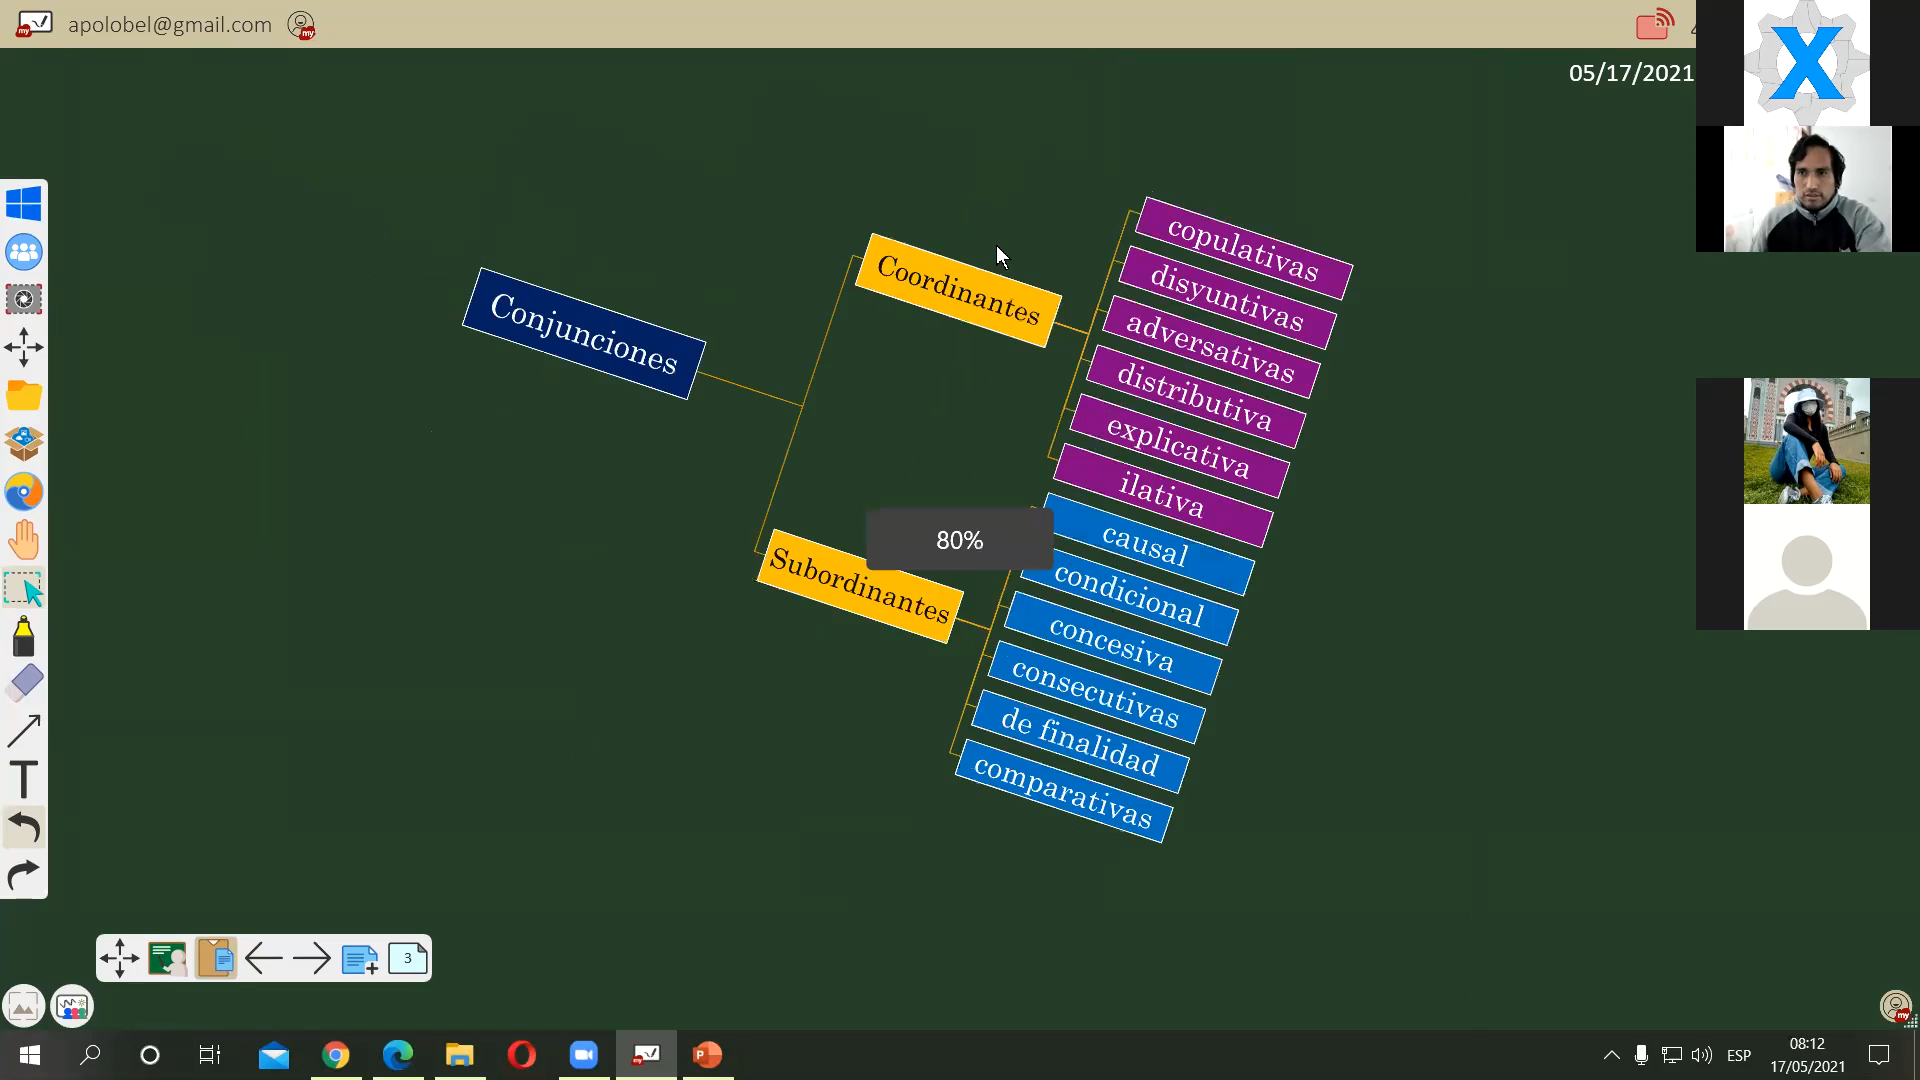 apolobel@gmail.com
05/17/2021
Conjunciones
Coordinantes
copulativas
disyuntivas
adversativas
distributiva
explicativa
ilativa
Subordinantes
causal
condicional
concesiva
consecutivas
de finalidad
comparativas
80%
3
ESP
08:12
17/05/2021